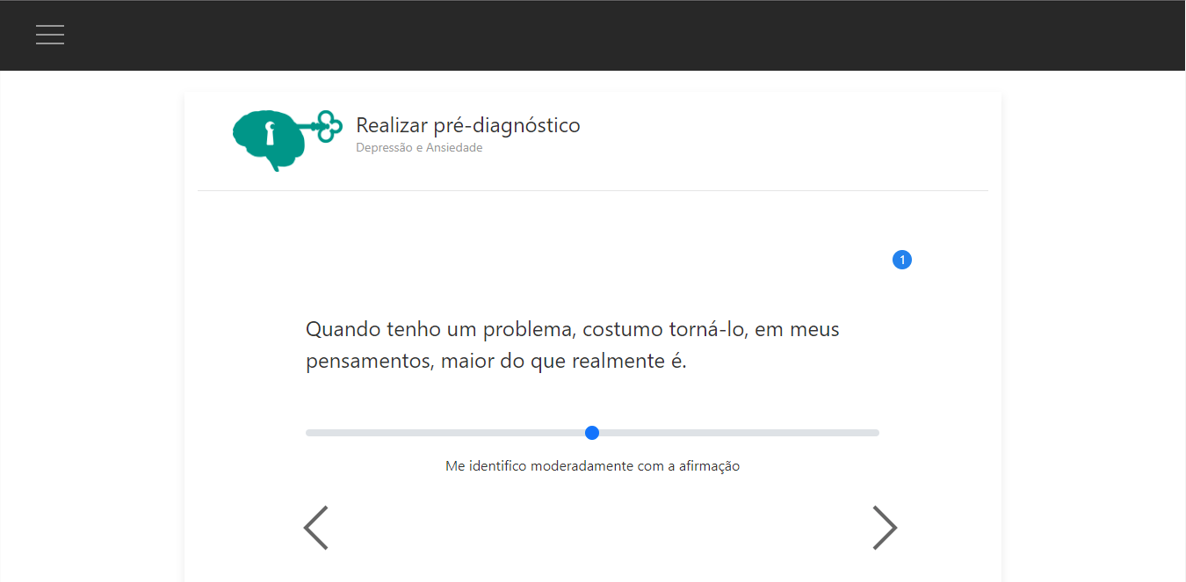 Realizar pré-diagnóstico
Depressão e Ansiedade
1
Quando tenho um problema, costumo torná-lo, em meus
pensamentos, maior do que realmente é.
Me identifico moderadamente com a afirmação